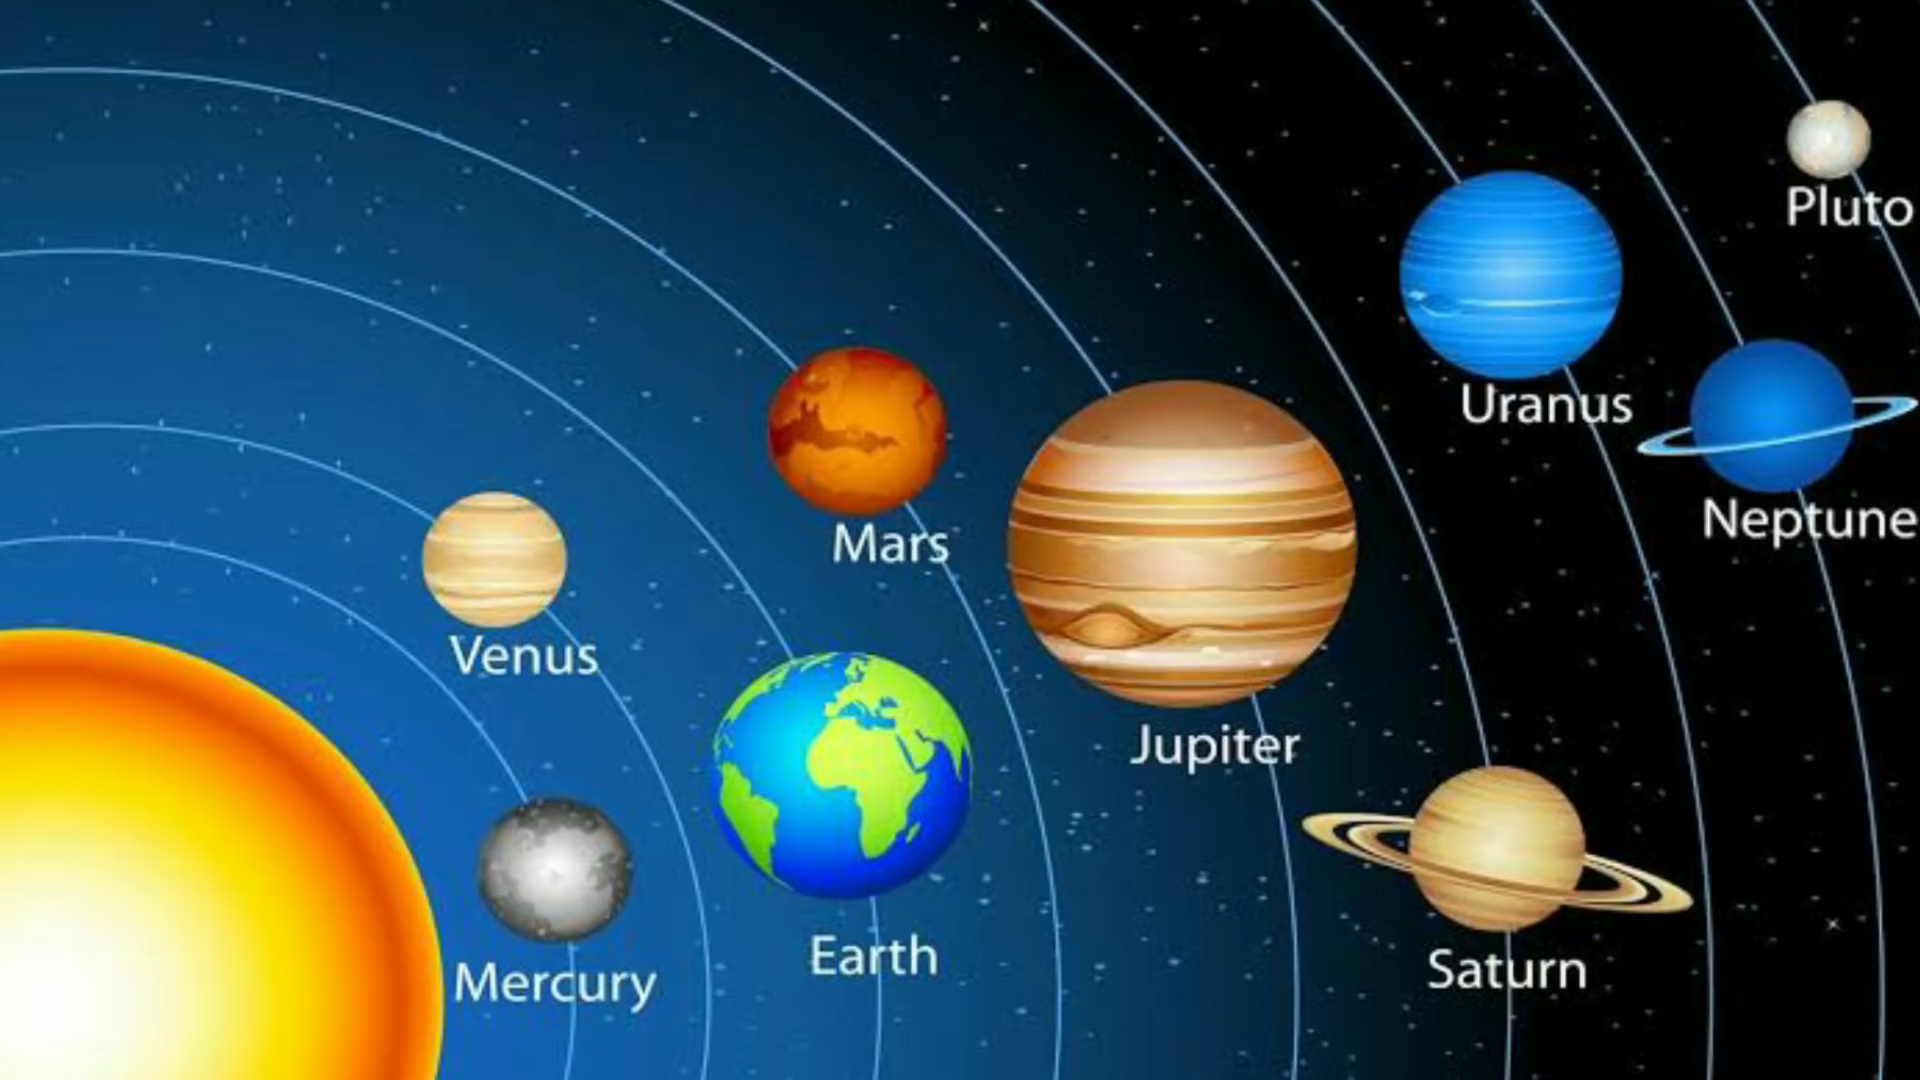 Pluto
Uranus
Neptune
Mars
Venus
Jupiter
Earth
Saturn
Mercury